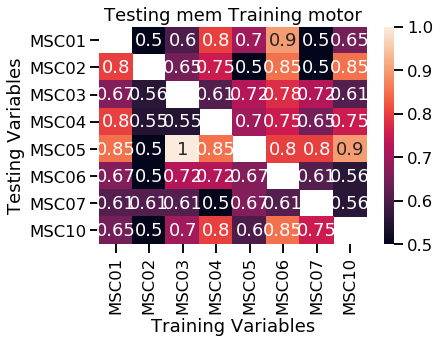 Testing mem Training motor
Testing Variables
MSC01 0.5 0.6 0.8 0.7 0.9 0.5 0.65
MSC02 0.8 0.65 0.75 0.5 0.85 0.5 0.85
MSC03 0.67 0.56 0.61 0.72 0.78 0.72 0.61
MSC04 0.8 0.55 0.55 0.7 0.75 0.65 0.75
MSC05 0.85 0.5 1 0.85 0.8 0.8 0.9
MSC06 0.67 0.5 0.72 0.72 0.67 0.61 0.56
MSC07 0.61 0.61 0.61 0.5 0.67 0.61 0.56
MSC10 0.65 0.5 0.7 0.8 0.6 0.85 0.75
MSC01 MSC02 MSC03 MSC04 MSC05 MSC06 MSC07 MSC10
Training Variables
1.0
0.9
0.8
0.7
0.6
0.5